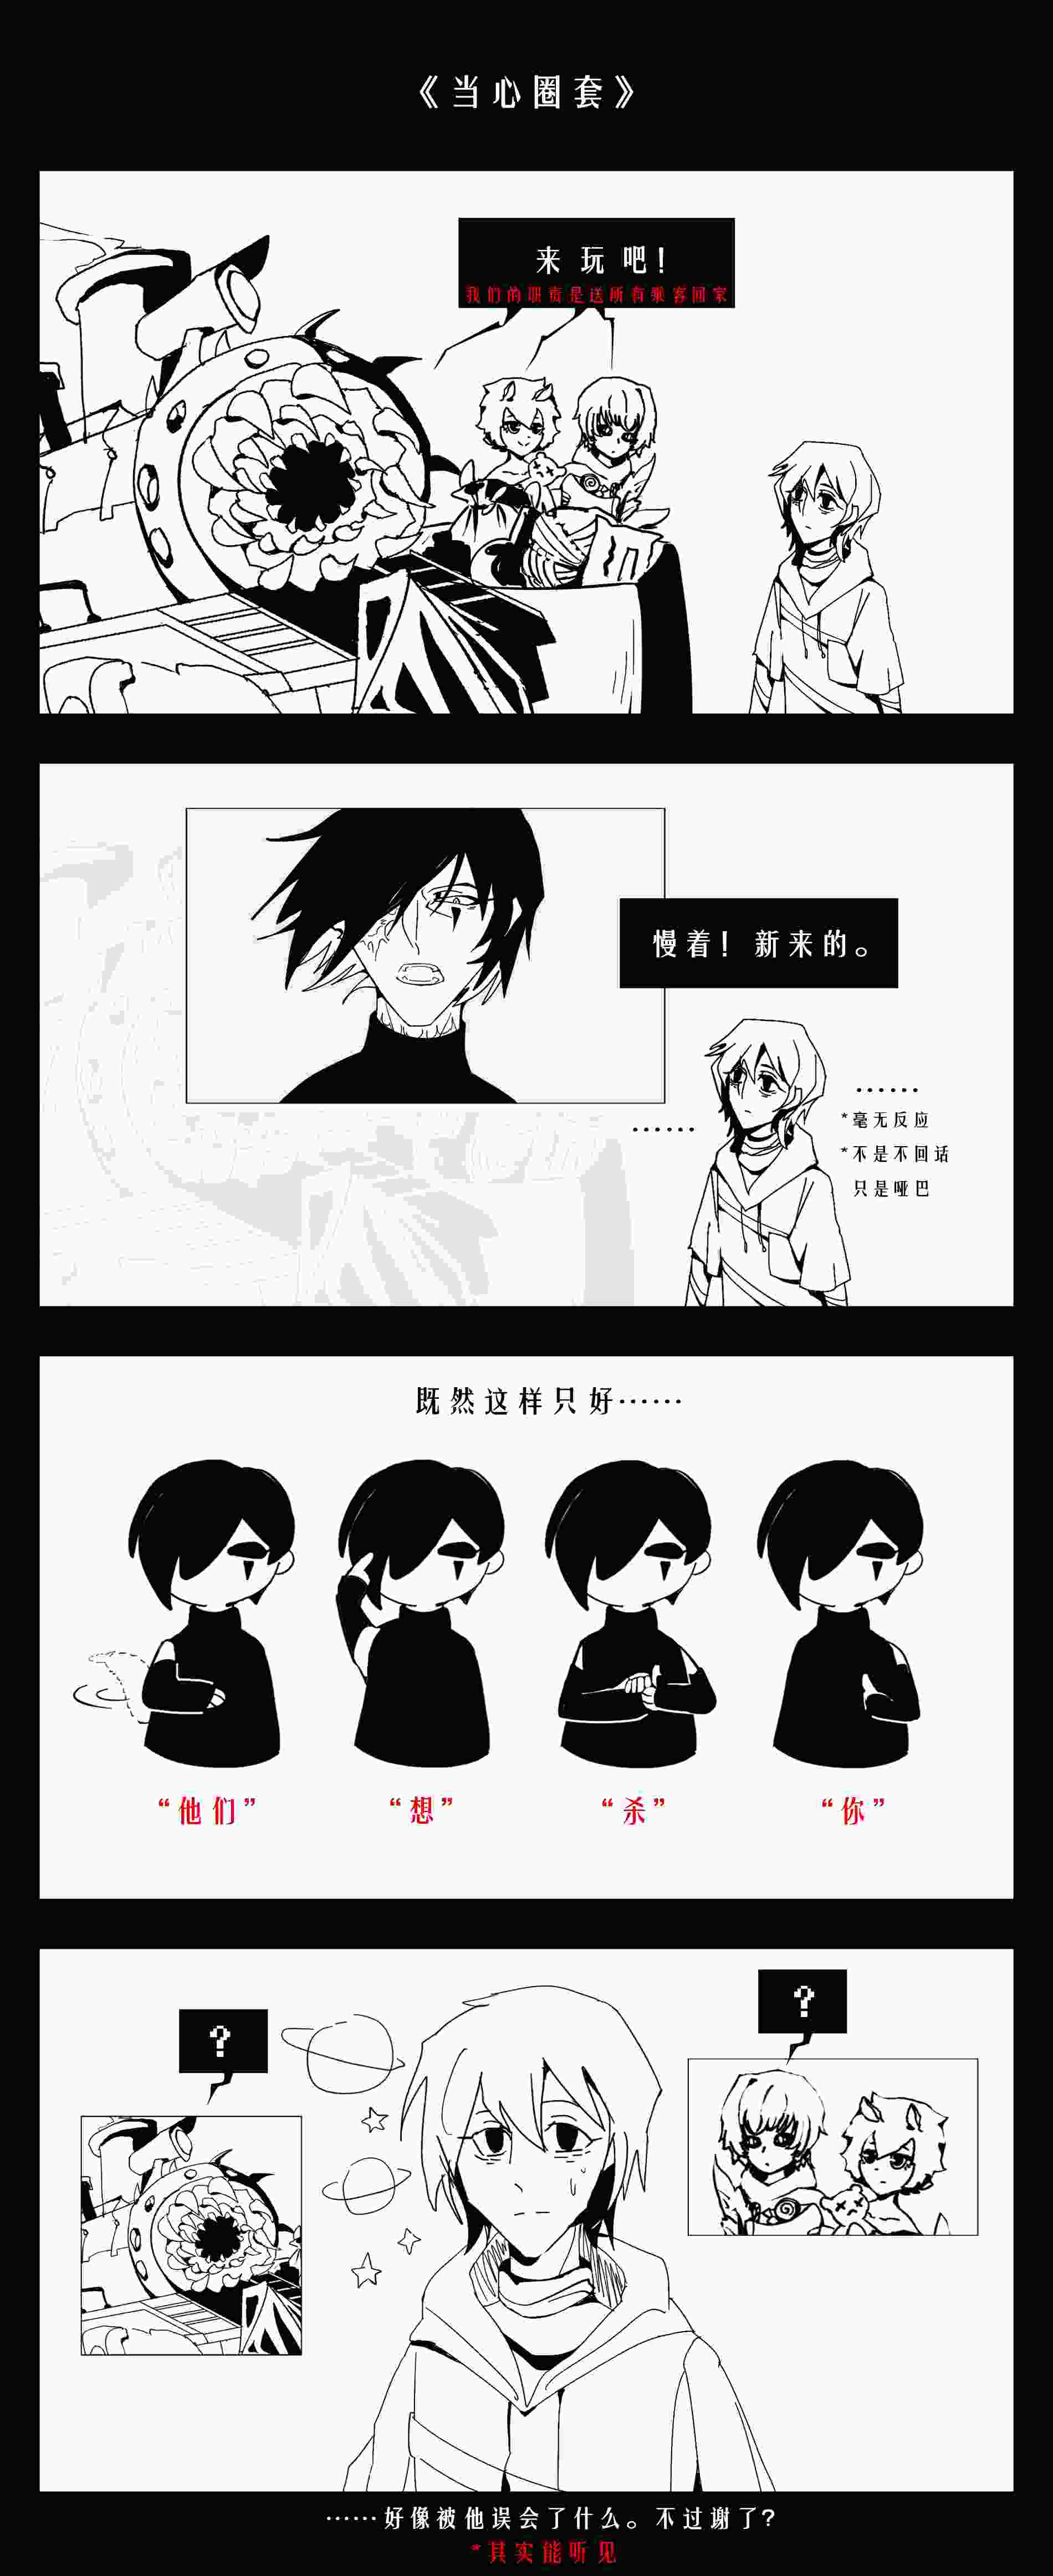 《当心圈套》
来玩吧!
我们的职责是送所有乘客回家
慢着!新来的。
······
······
*毫无反应
*不是不回话
只是哑巴
既然这样只好······
“他们”
“想”
“杀”
“你”
?
?
······好像被他误会了什么。不过谢了?
*其实能听见